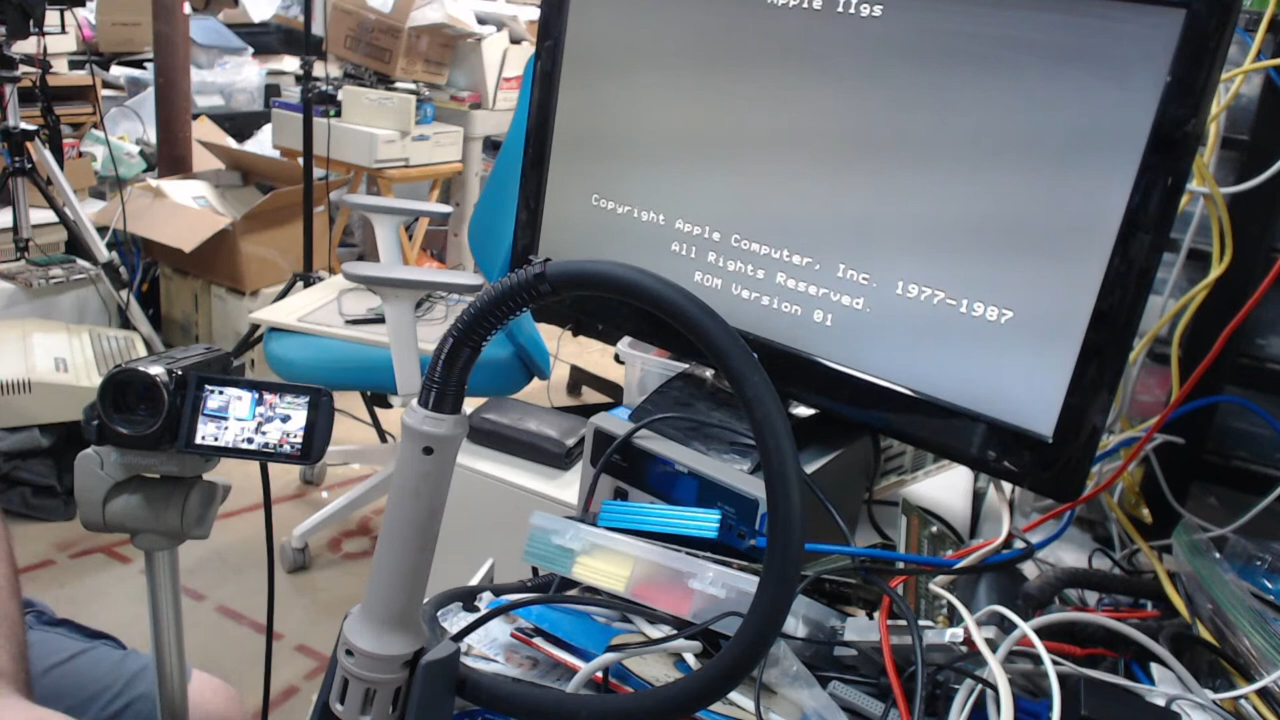 Apple IIgs
Copyright Apple Computer, Inc. 1977-1987
All Rights Reserved.
ROM Version 01